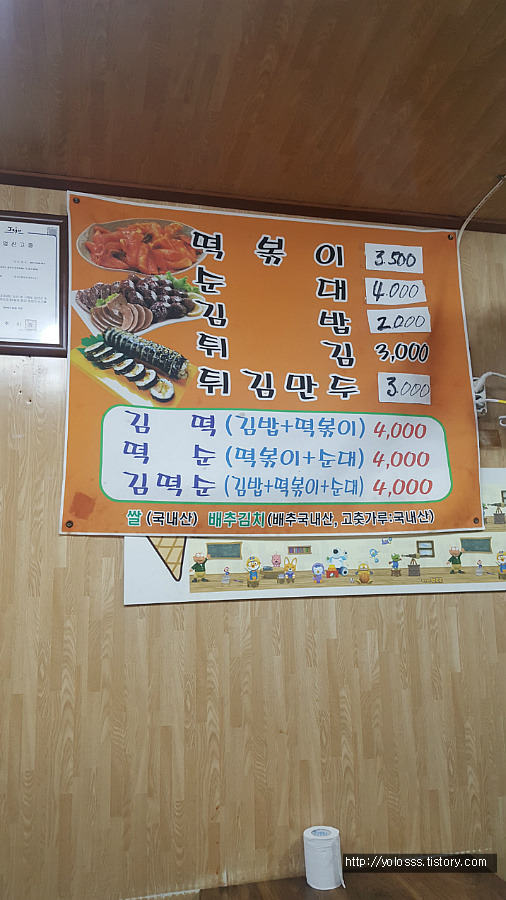 떡볶이 3.500
순대 4.000
김밥 2.000
튀김 3,000
튀김만두 3.000
김떡 (김밥+떡볶이) 4,000
떡순 (떡볶이+순대) 4,000
김떡순 (김밥+떡볶이+순대) 4,000
쌀 (국내산) 배추김치(배추국내산, 고춧가루:국내산)
http://yolosss.tistory.com